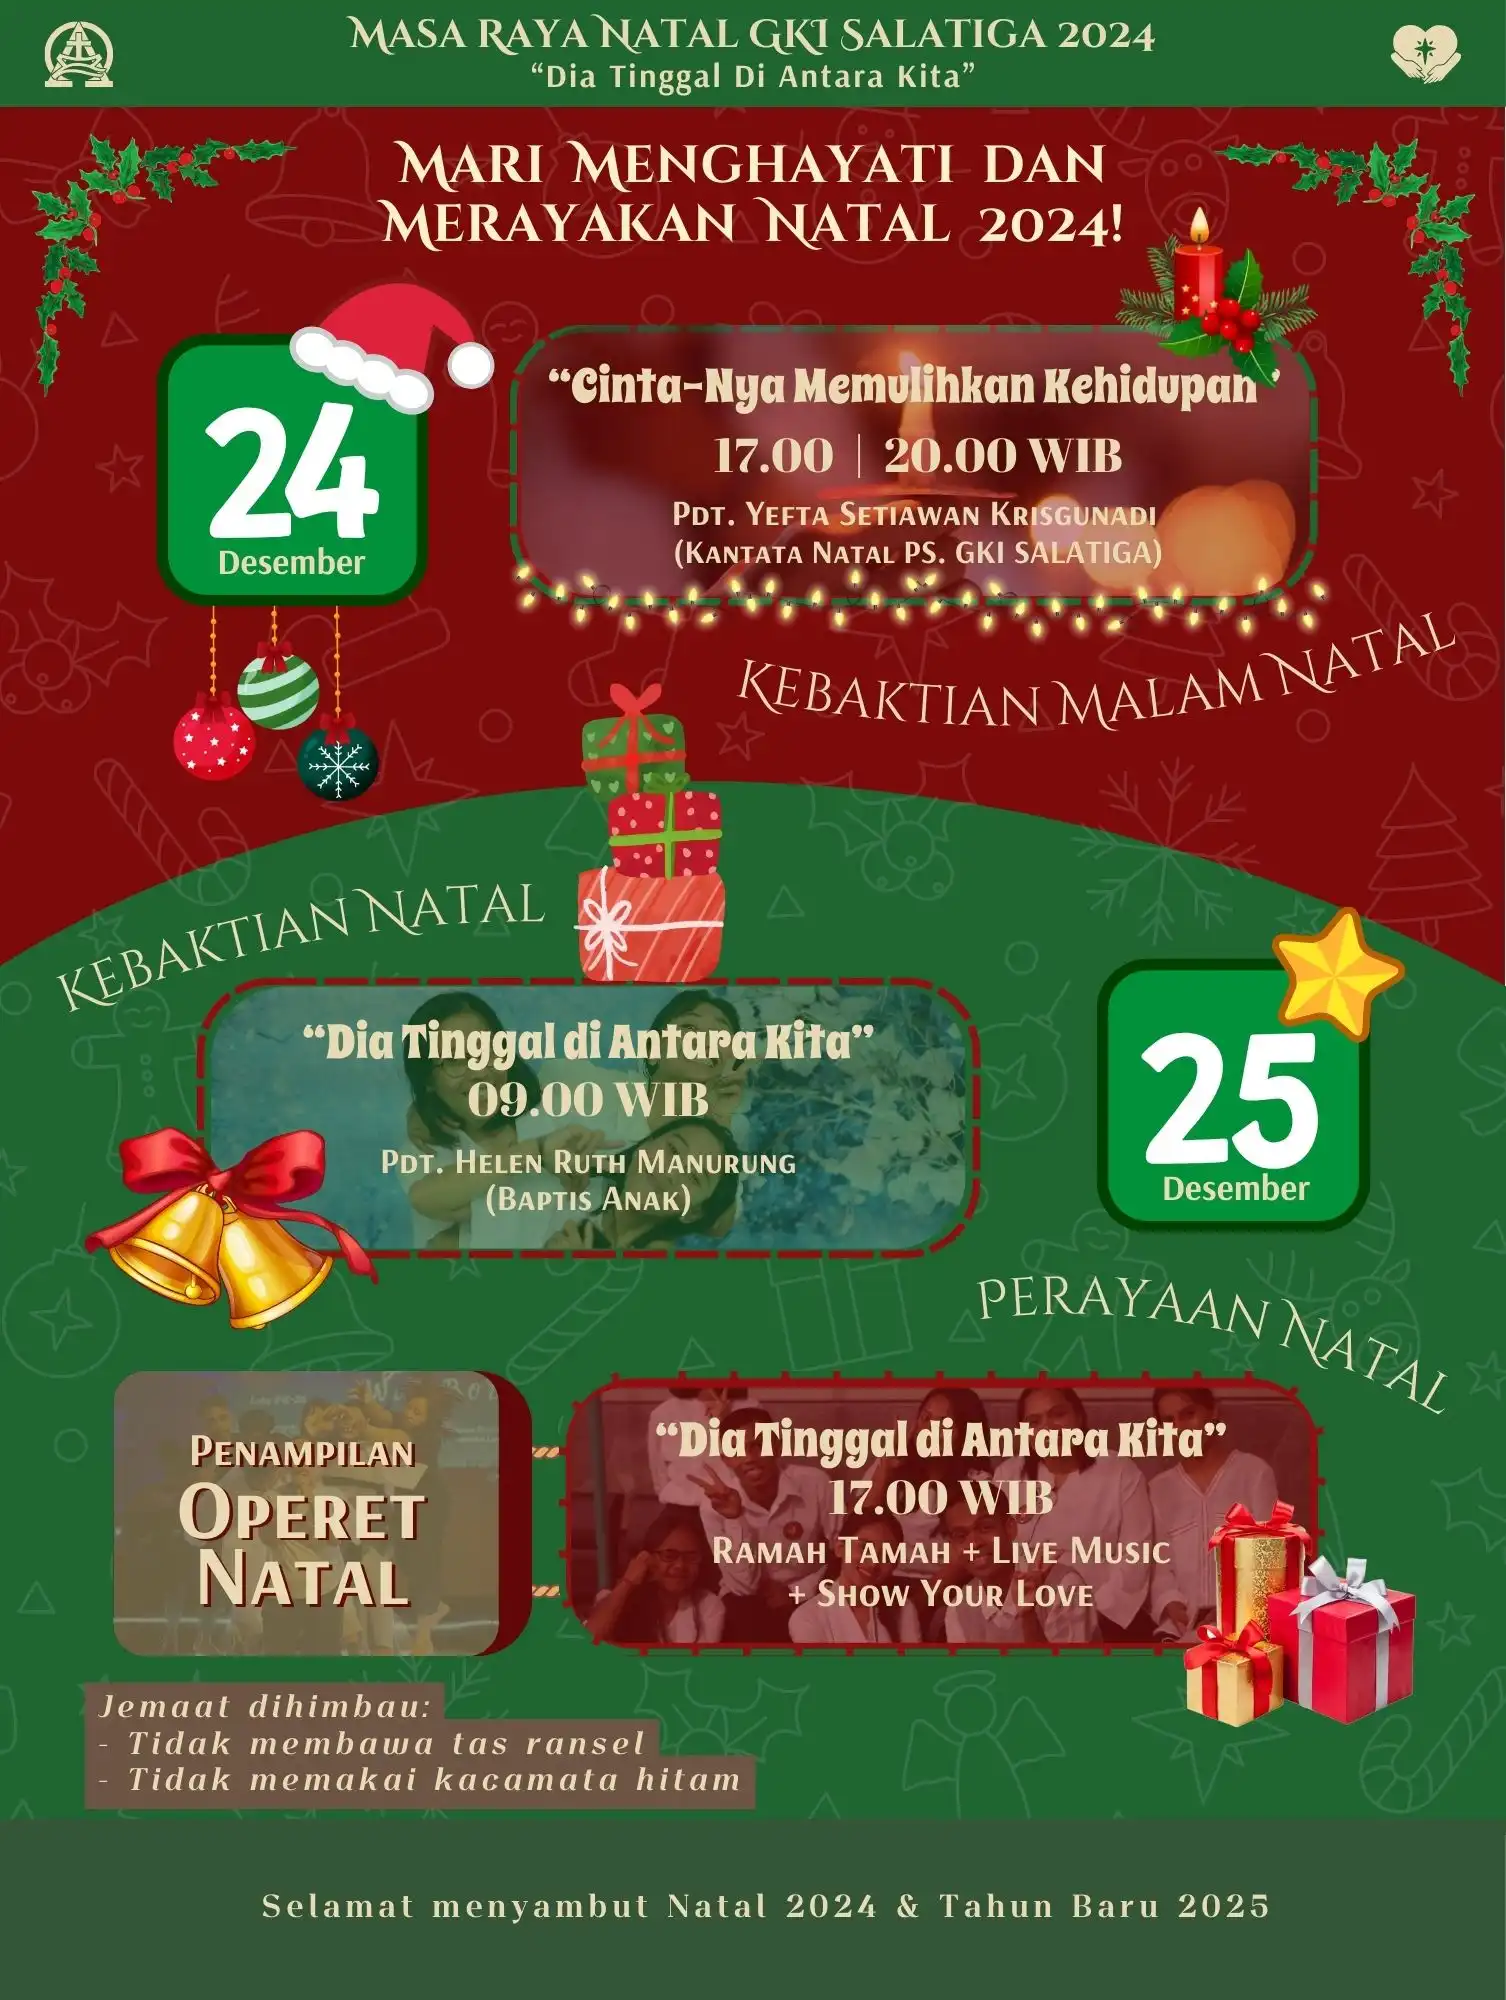 Masa Raya Natal GKI Salatiga 2024
“Dia Tinggal Di Antara Kita”
Mari Menghayati dan
Merayakan Natal 2024!
24
Desember
“Cinta-Nya Memulihkan Kehidupan”
17.00 | 20.00 WIB
Pdt. Yefta Setiawan Krisgunadi
(Kantata Natal PS. GKI SALATIGA)
Kebaktian Malam Natal
Kebaktian Natal
“Dia Tinggal di Antara Kita”
09.00 WIB
Pdt. Helen Ruth Manurung
(Baptis Anak)
25
Desember
Perayaan Natal
Penampilan
Operet
Natal
“Dia Tinggal di Antara Kita”
17.00 WIB
Ramah Tamah + Live Music
+ Show Your Love
Jemaat dihimbau:
- Tidak membawa tas ransel
- Tidak memakai kacamata hitam
Selamat menyambut Natal 2024 & Tahun Baru 2025